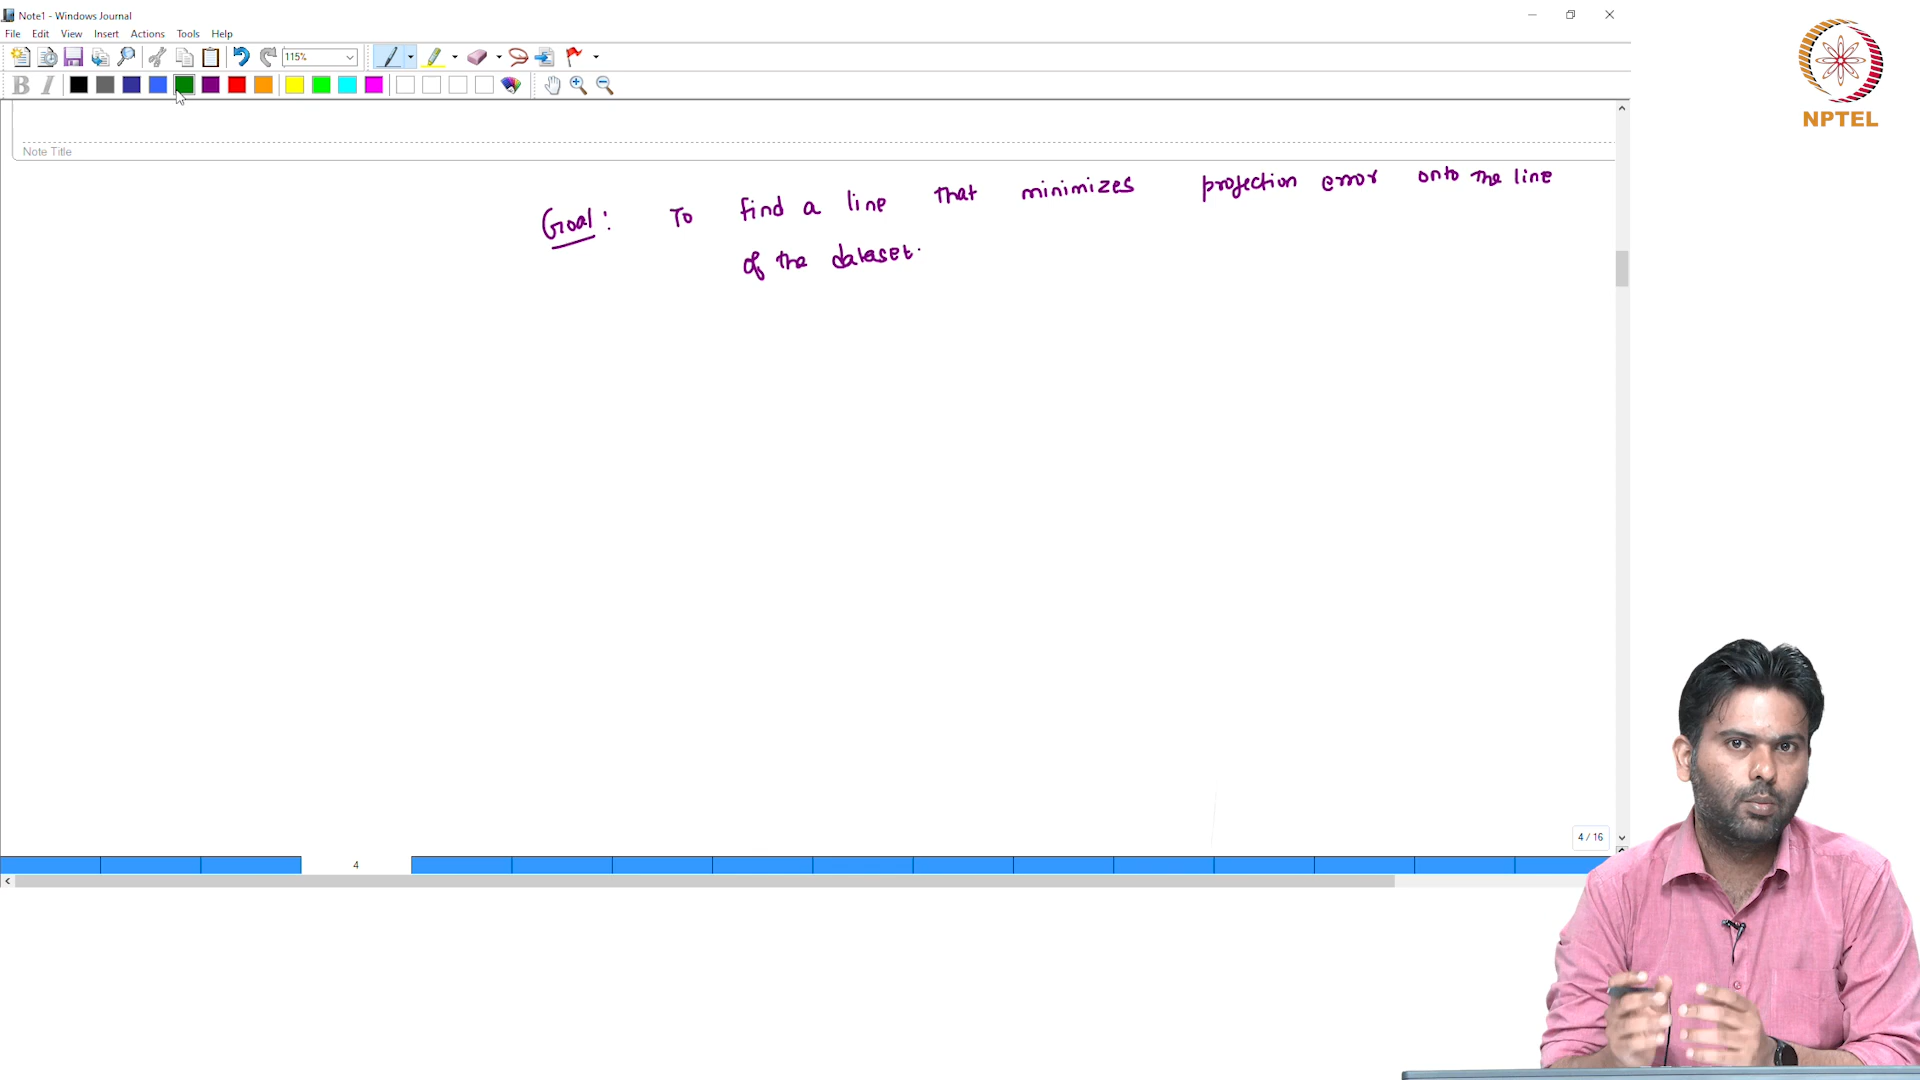 Note1 - Windows Journal
File Edit View Insert Actions Tools Help
115%
B I
NPTEL
Note Title
Goal: To find a line that minimizes projection error onto the line
of the dataset.
4 / 16
4